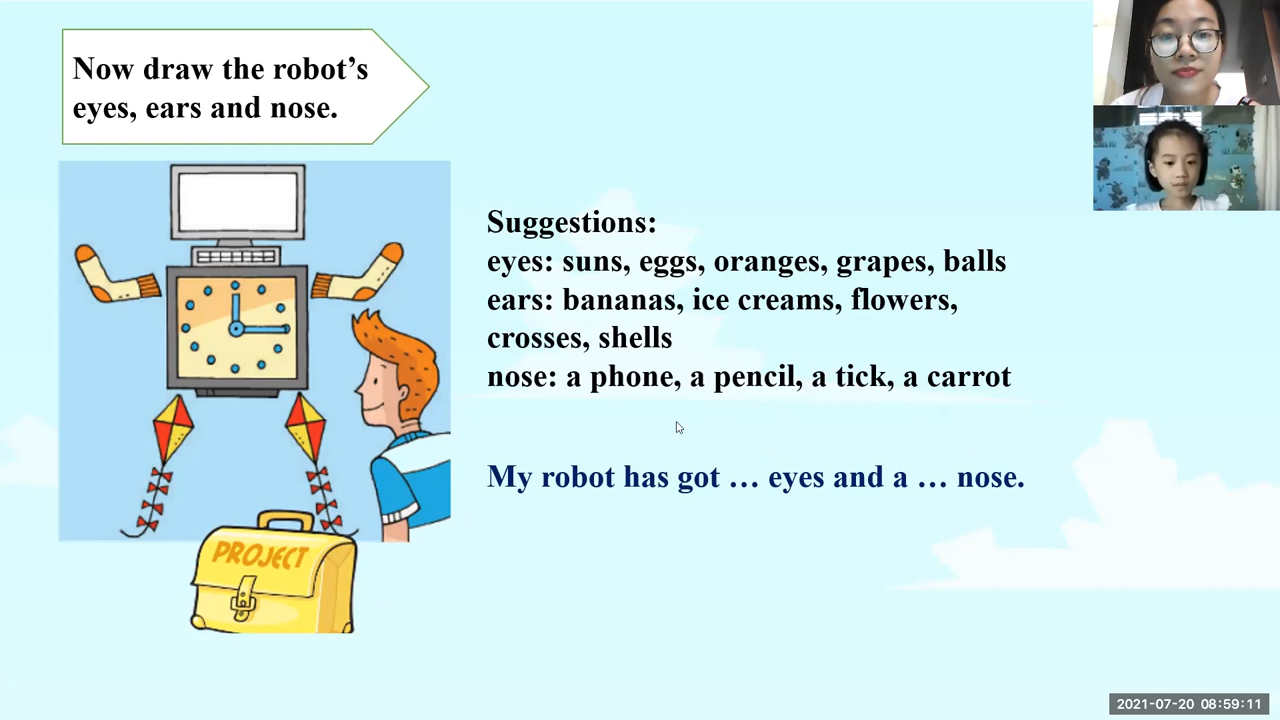 Now draw the robot’s
eyes, ears and nose.
Suggestions:
eyes: suns, eggs, oranges, grapes, balls
ears: bananas, ice creams, flowers,
crosses, shells
nose: a phone, a pencil, a tick, a carrot
My robot has got … eyes and a … nose.
PROJECT
2021-07-20 08:59:11